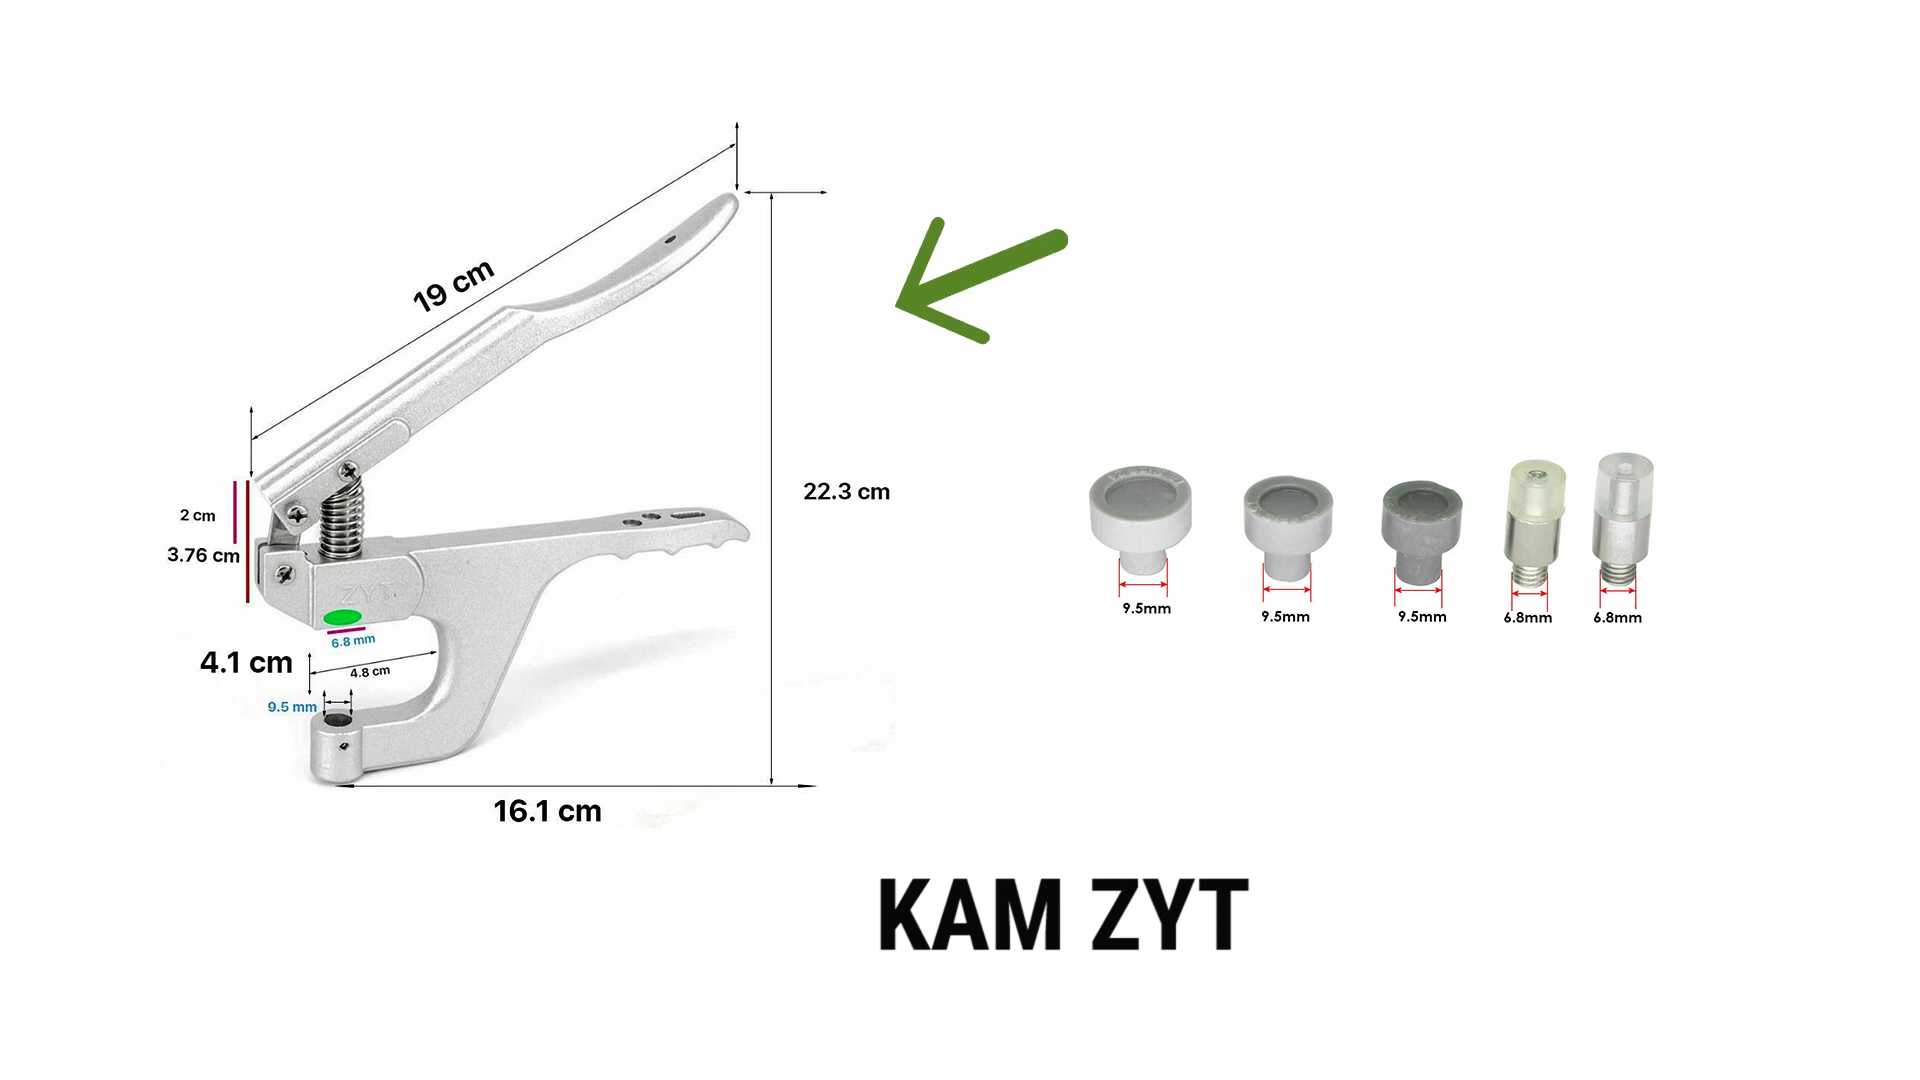 19 cm
22.3 cm
2 cm
3.76 cm
ZYT
6.8 mm
4.1 cm
4.8 cm
9.5 mm
16.1 cm
9.5mm
9.5mm
9.5mm
6.8mm
6.8mm
KAM ZYT